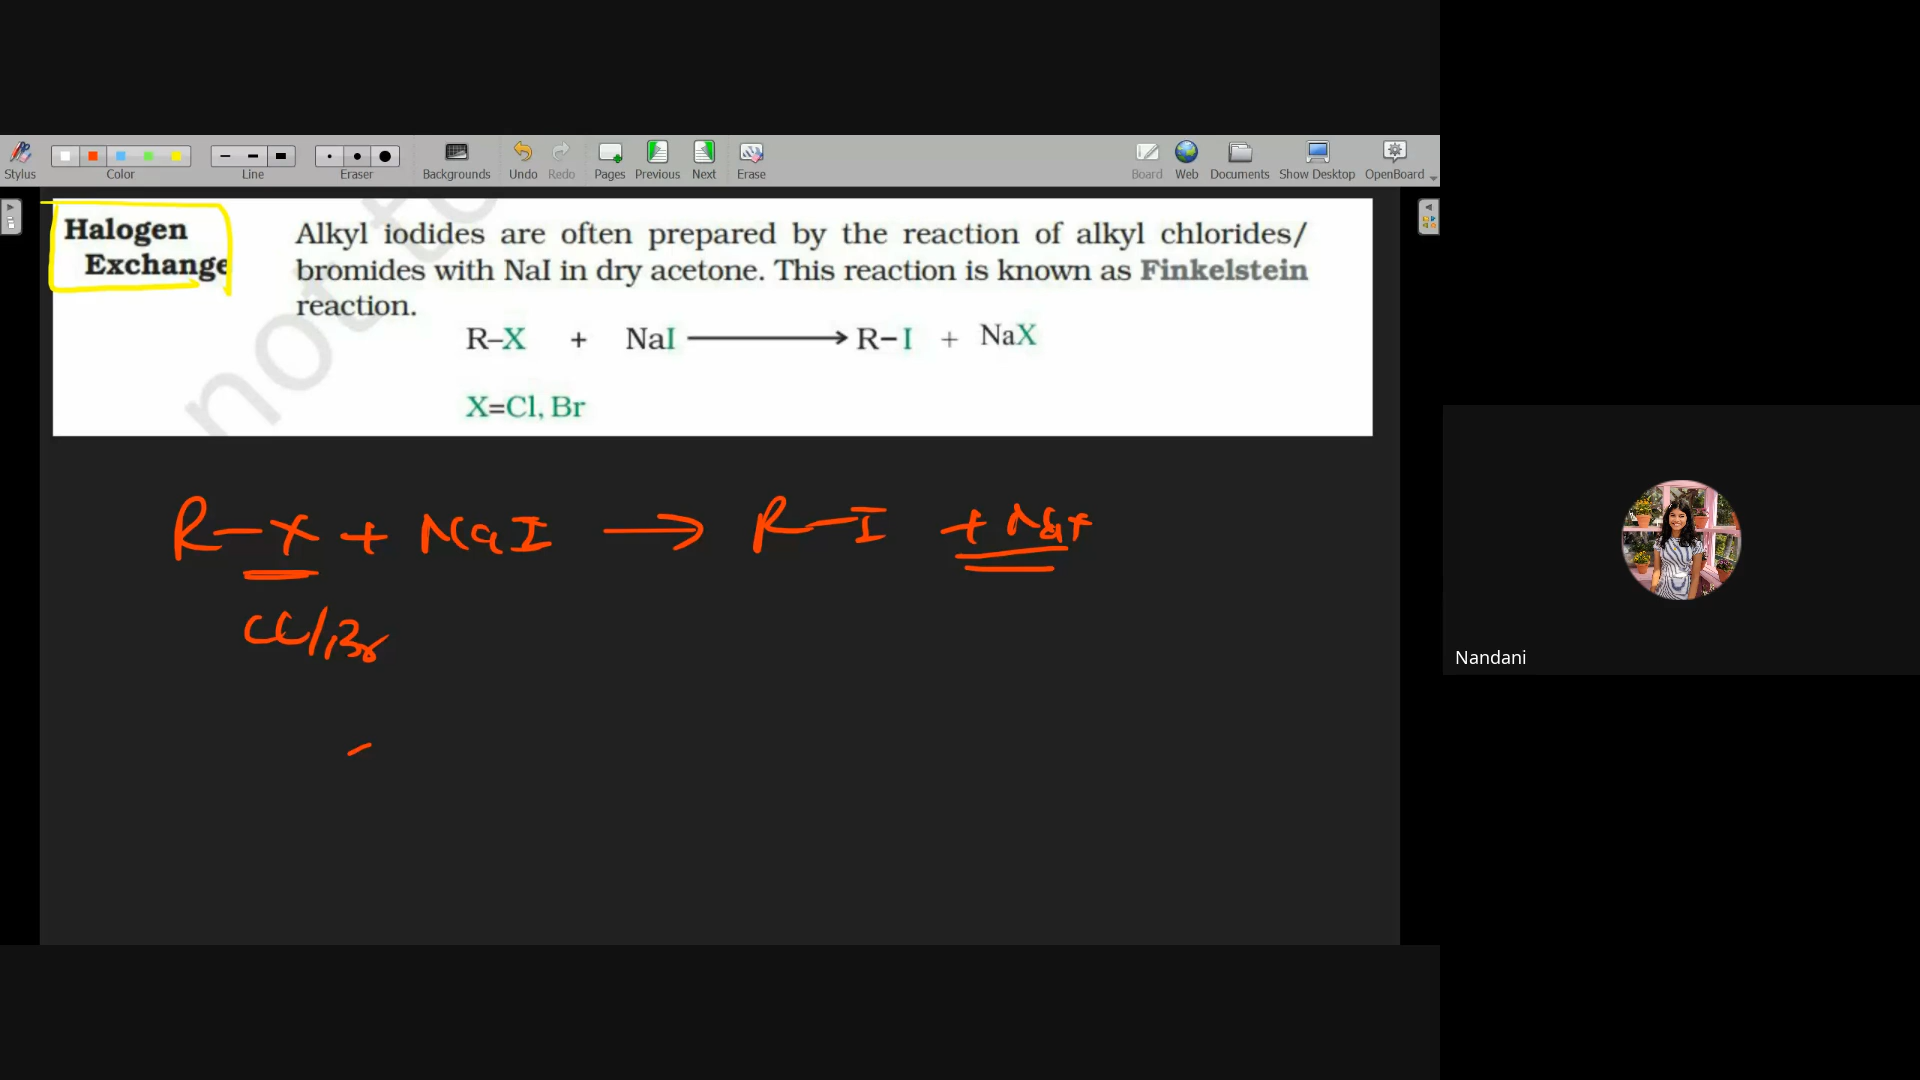 Stylus Color Line Eraser Backgrounds Undo Redo Pages Previous Next Erase Board Web Documents Show Desktop OpenBoard
Halogen
Exchange
Alkyl iodides are often prepared by the reaction of alkyl chlorides/
bromides with NaI in dry acetone. This reaction is known as Finkelstein
reaction.
R–X + NaI ⟶ R–I + NaX
X=Cl, Br
not to
R–X + NaI → R–I + NaX
Cl/Br
Nandani